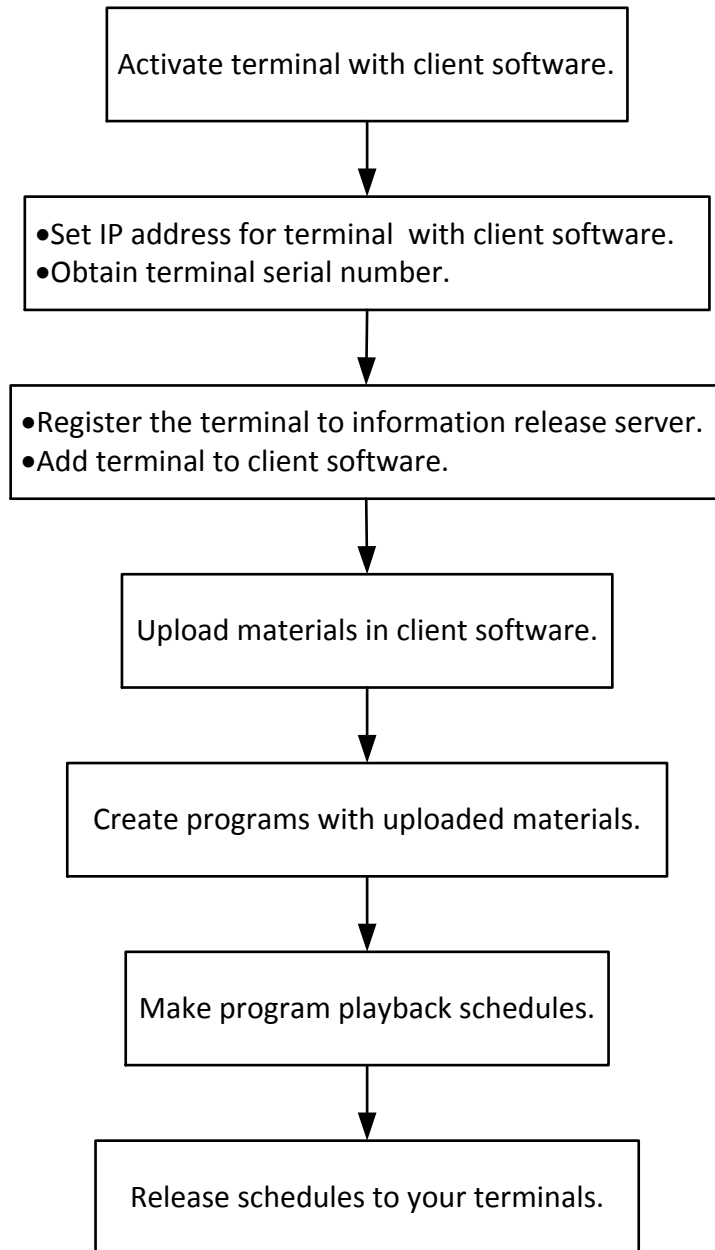 Activate terminal with client software.
•Set IP address for terminal with client software.
•Obtain terminal serial number.
•Register the terminal to information release server.
•Add terminal to client software.
Upload materials in client software.
Create programs with uploaded materials.
Make program playback schedules.
Release schedules to your terminals.